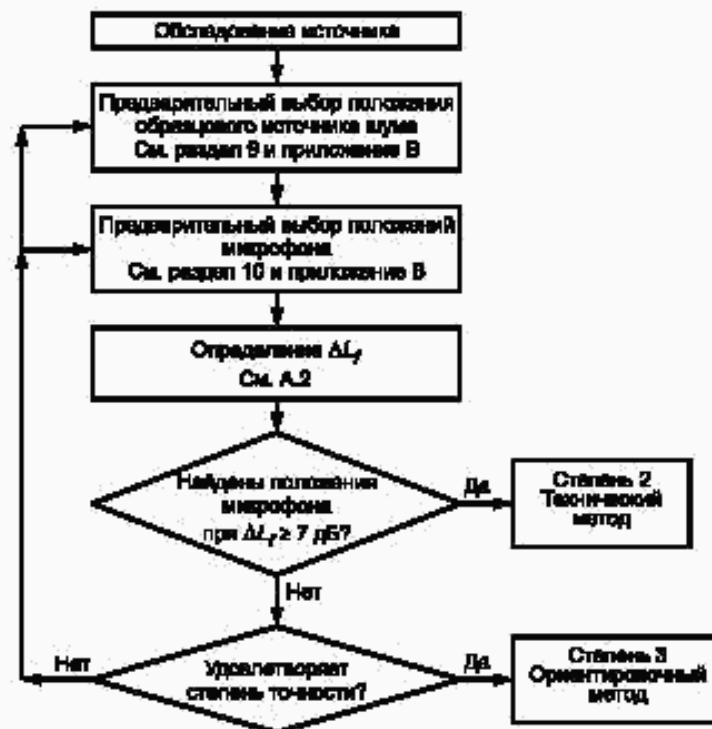 Обследование источника
Предварительный выбор положения
образцового источника шума
См. раздел 9 и приложение В
Предварительный выбор положений
микрофона
См. раздел 10 и приложение В
Определение ΔLf
См. А.2
Найдены положения
микрофона
при ΔLf ≥ 7 дБ?
Да
Степень 2
Технический
метод
Нет
Удовлетворяет
степень точности?
Нет
Да
Степень 3
Ориентировочный
метод